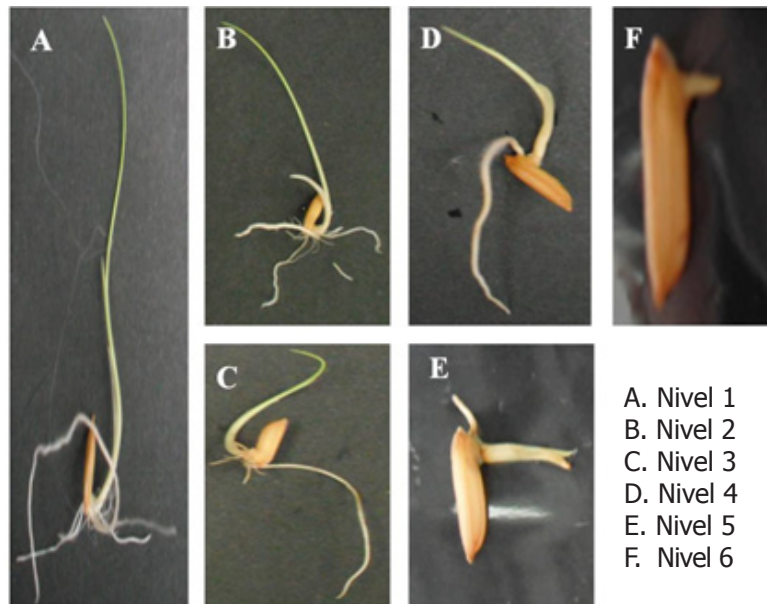 A
B
D
F
C
E
A. Nivel 1
B. Nivel 2
C. Nivel 3
D. Nivel 4
E. Nivel 5
F. Nivel 6